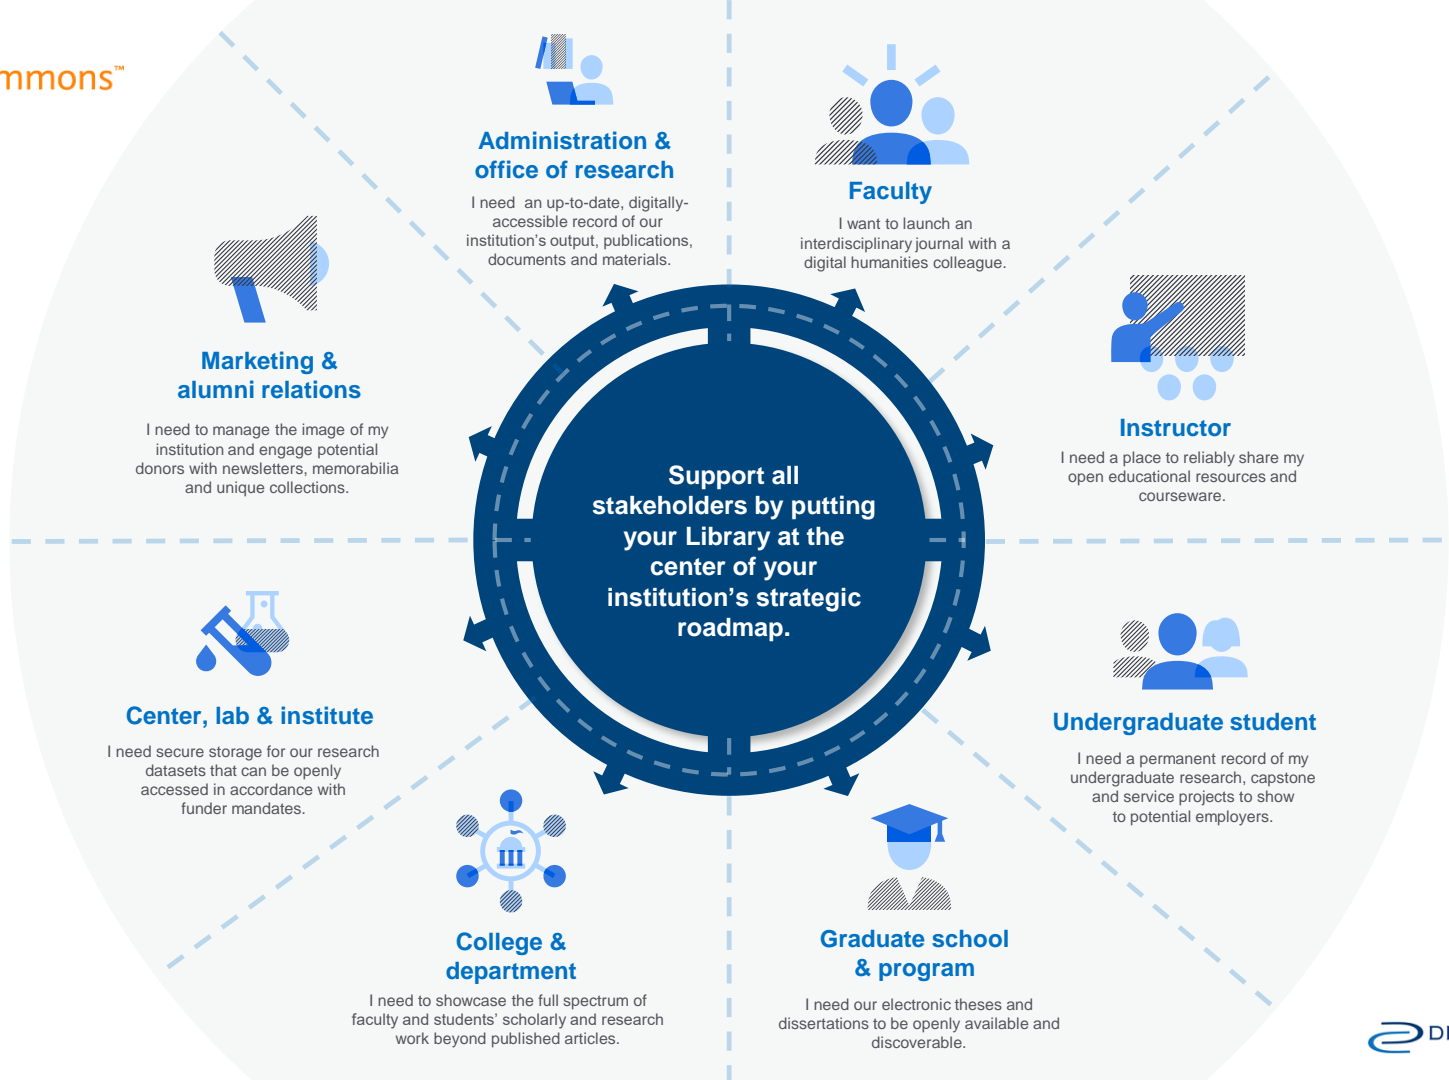 mmons™
Administration &
office of research
I need  an up-to-date, digitally-
accessible record of our
institution’s output, publications,
documents and materials.
Faculty
I want to launch an
interdisciplinary journal with a
digital humanities colleague.
Marketing &
alumni relations
I need to manage the image of my
institution and engage potential
donors with newsletters, memorabilia
and unique collections.
Instructor
I need a place to reliably share my
open educational resources and
courseware.
Support all
stakeholders by putting
your Library at the
center of your
institution’s strategic
roadmap.
Center, lab & institute
I need secure storage for our research
datasets that can be openly
accessed in accordance with
funder mandates.
Undergraduate student
I need a permanent record of my
undergraduate research, capstone
and service projects to show
to potential employers.
College &
department
I need to showcase the full spectrum of
faculty and students’ scholarly and research
work beyond published articles.
Graduate school
& program
I need our electronic theses and
dissertations to be openly available and
discoverable.